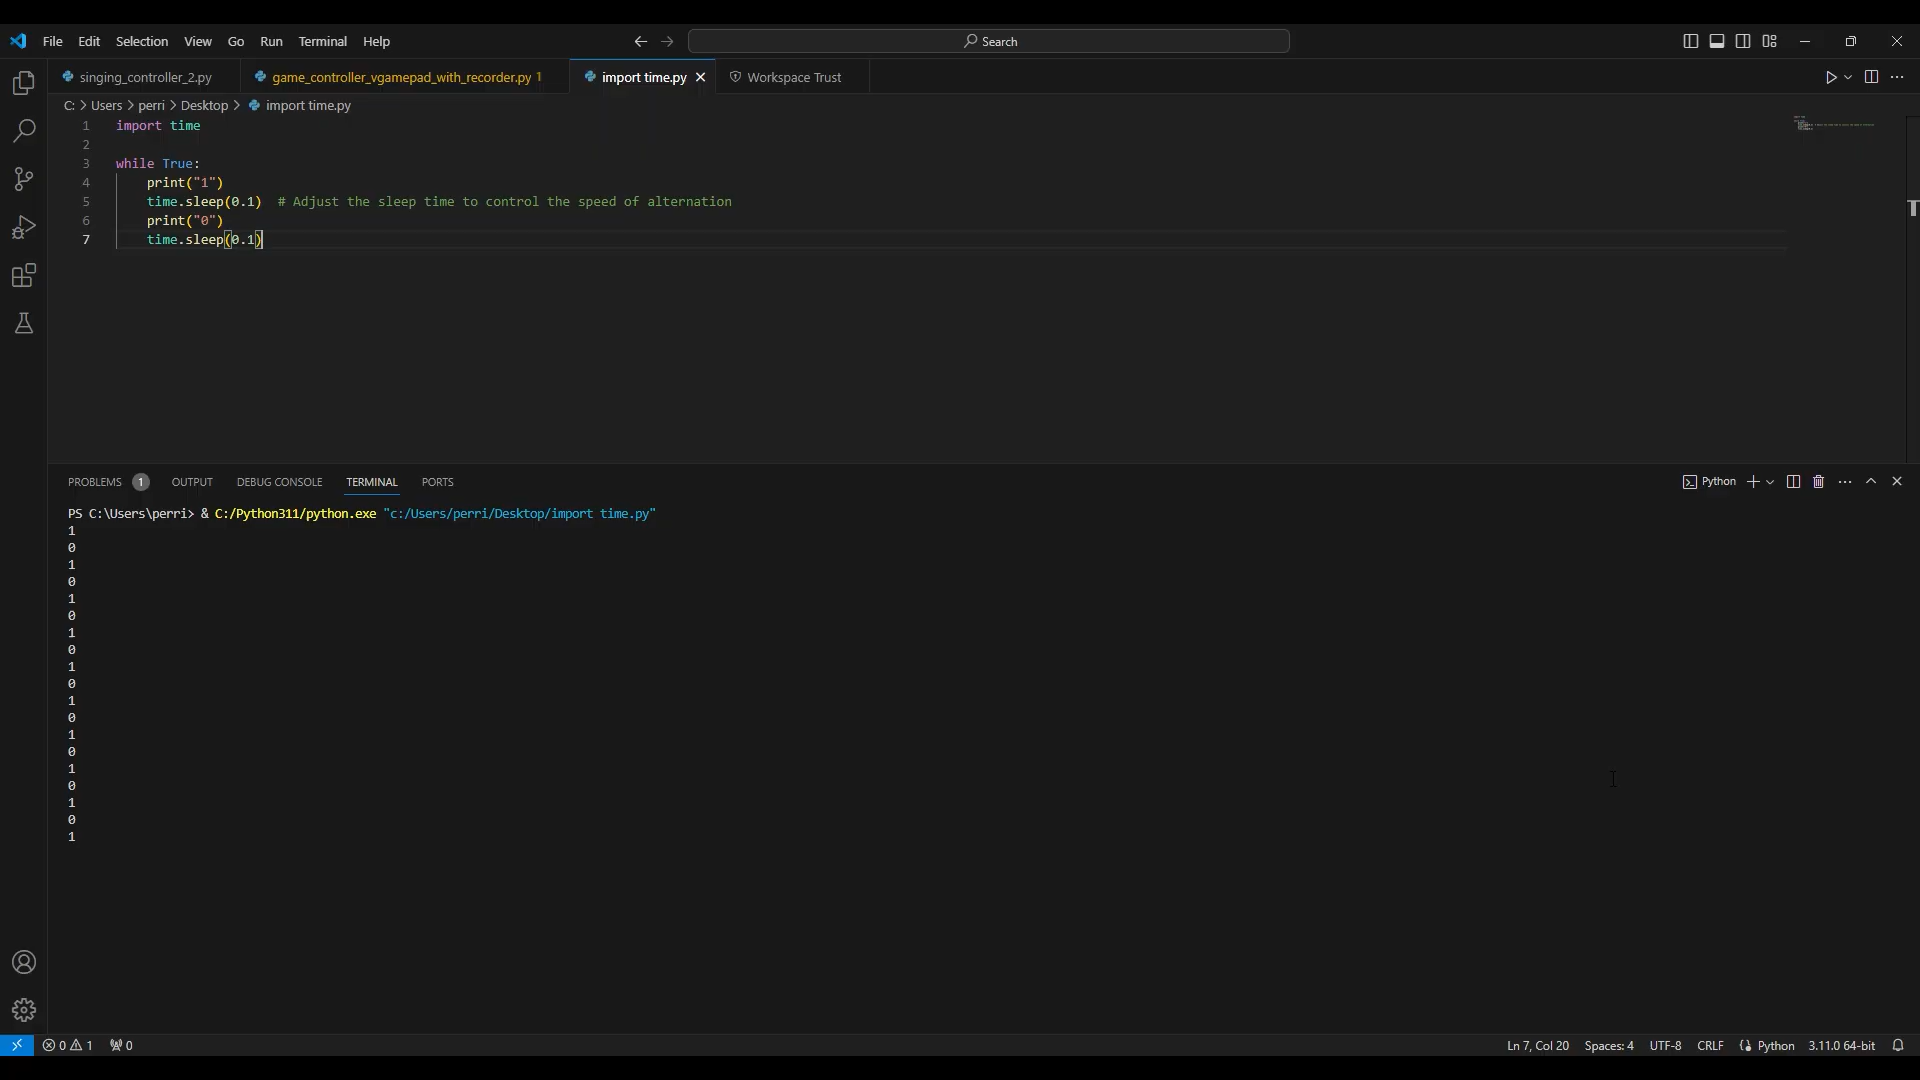 File Edit Selection View Go Run Terminal Help Search
singing_controller_2.py game_controller_vgamepad_with_recorder.py 1 import time.py Workspace Trust
C: > Users > perri > Desktop > import time.py
1 import time
2
3 while True:
4     print("1")
5     time.sleep(0.1)  # Adjust the sleep time to control the speed of alternation
6     print("0")
7     time.sleep(0.1)
PROBLEMS 1 OUTPUT DEBUG CONSOLE TERMINAL PORTS Python
PS C:\Users\perri> & C:/Python311/python.exe "c:/Users/perri/Desktop/import time.py"
1
0
1
0
1
0
1
0
1
0
1
0
1
0
1
0
1
0
1
0 1 0 Ln 7, Col 20 Spaces: 4 UTF-8 CRLF Python 3.11.0 64-bit